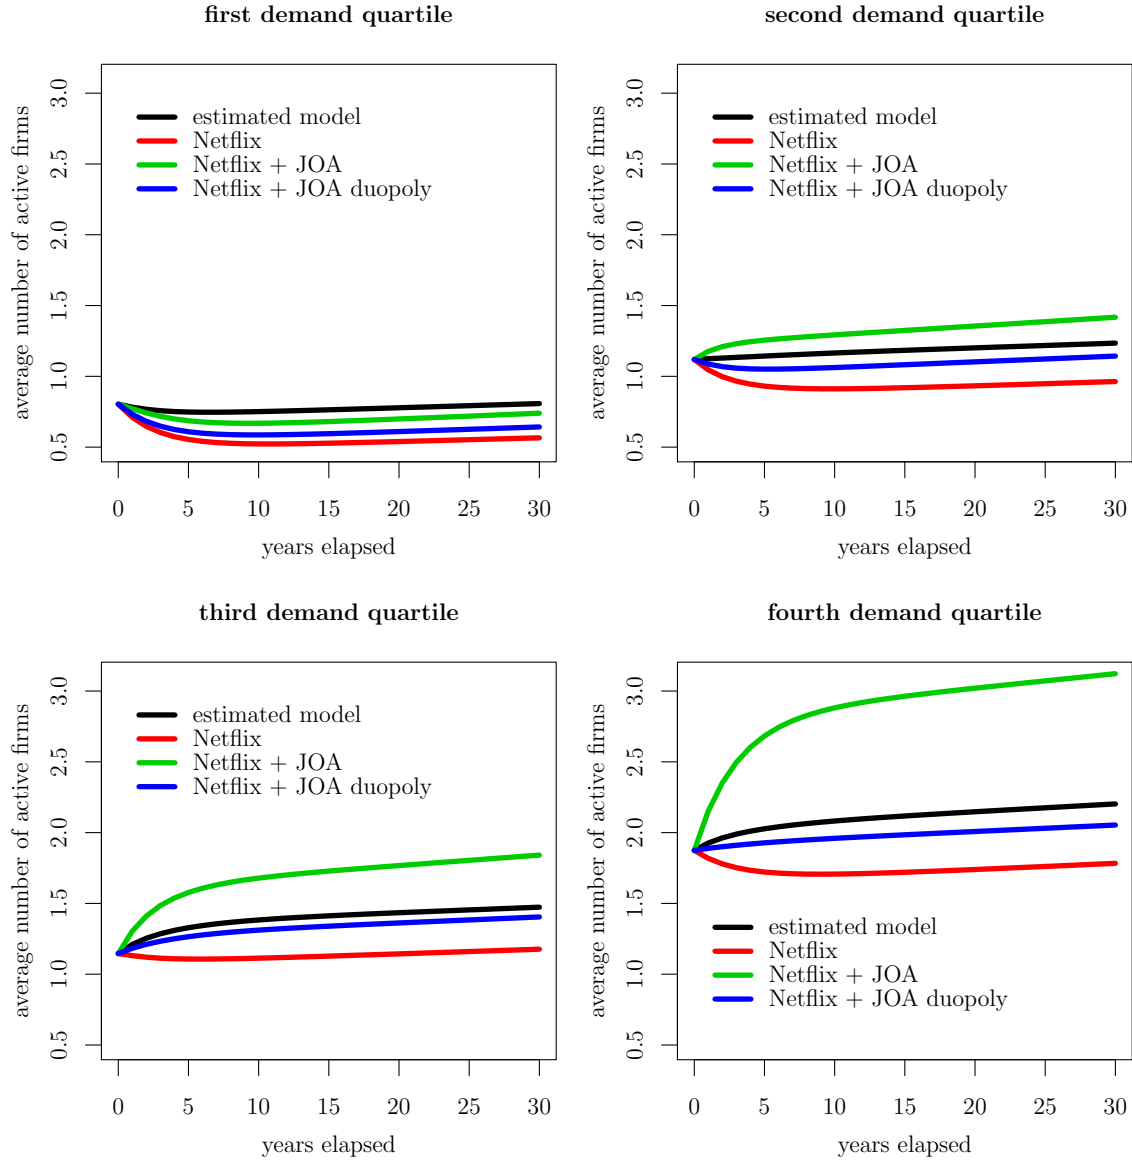 first demand quartile
average number of active firms
3.0
2.5
2.0
1.5
1.0
0.5
estimated model
Netflix
Netflix + JOA
Netflix + JOA duopoly
0 5 10 15 20 25 30
years elapsed
second demand quartile
average number of active firms
3.0
2.5
2.0
1.5
1.0
0.5
estimated model
Netflix
Netflix + JOA
Netflix + JOA duopoly
0 5 10 15 20 25 30
years elapsed
third demand quartile
average number of active firms
3.0
2.5
2.0
1.5
1.0
0.5
estimated model
Netflix
Netflix + JOA
Netflix + JOA duopoly
0 5 10 15 20 25 30
years elapsed
fourth demand quartile
average number of active firms
3.0
2.5
2.0
1.5
1.0
0.5
estimated model
Netflix
Netflix + JOA
Netflix + JOA duopoly
0 5 10 15 20 25 30
years elapsed